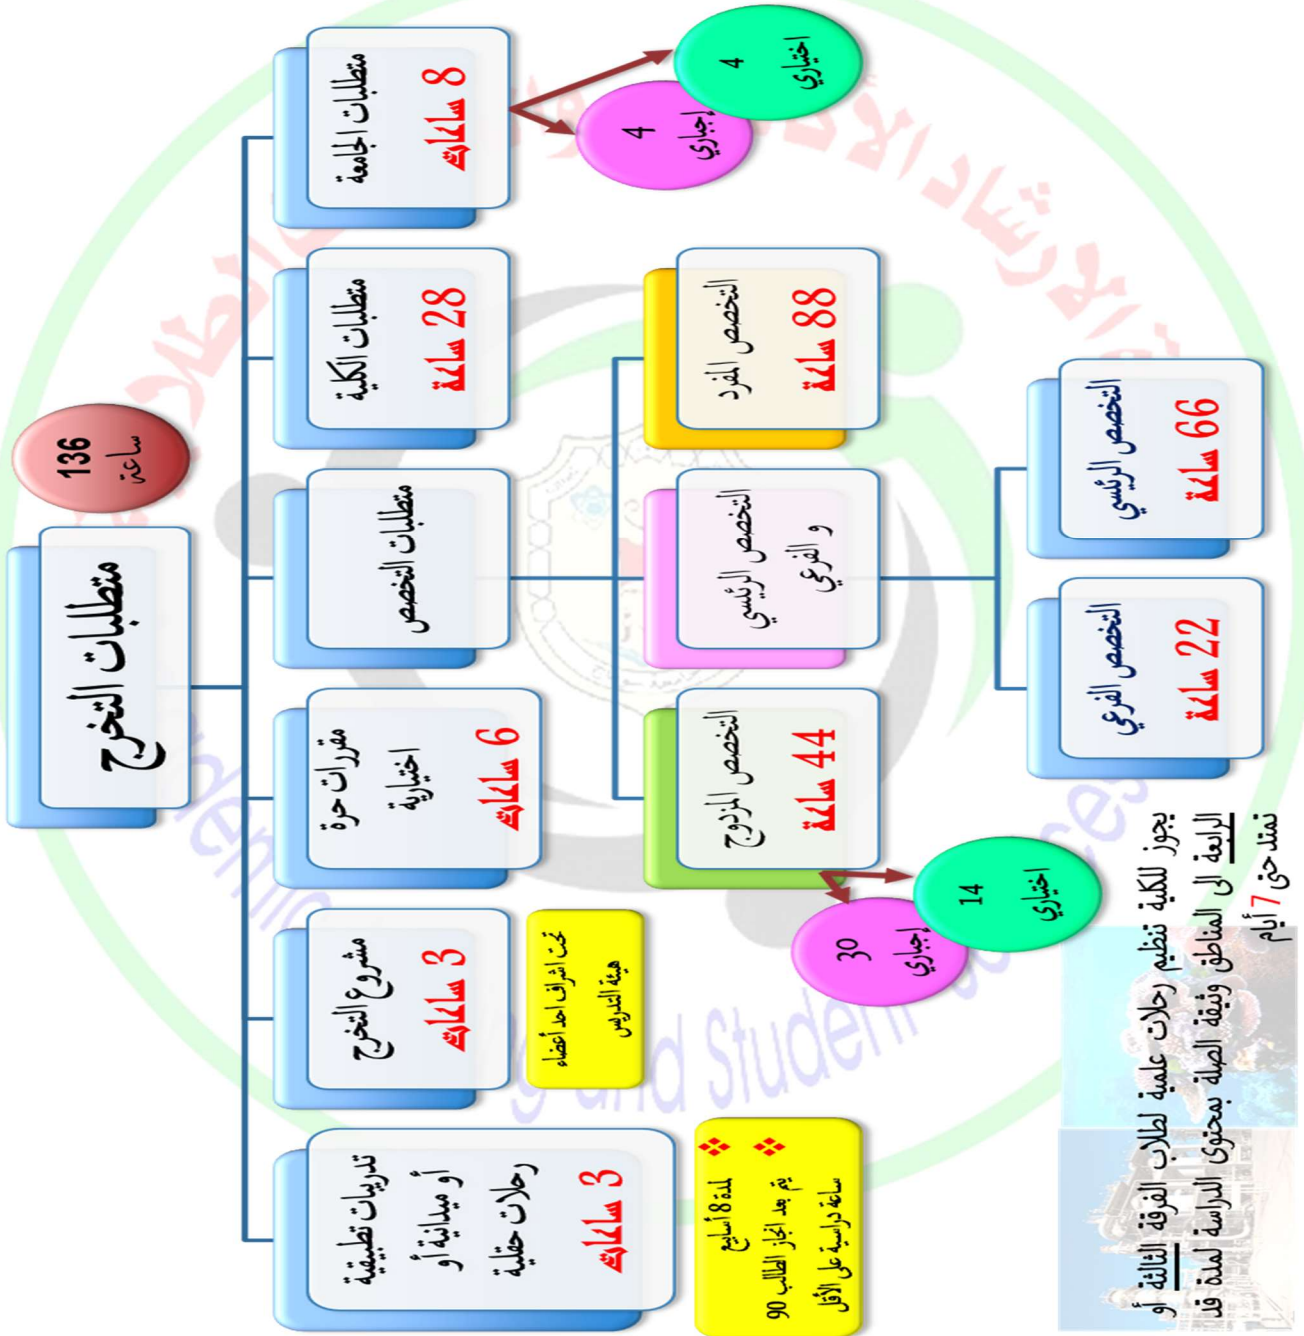 متطلبات التخرج
136
ساعة
متطلبات الجامعة
8 ساعات
4
إجباري
4
اختياري
متطلبات الكلية
28 ساعة
متطلبات التخصص
مقررات حرة
اختيارية
6 ساعات
مشروع التخرج
3 ساعات
تحت اشراف احد أعضاء
هيئة التدريس
تدريبات تطبيقية
أو ميدانية أو
رحلات حقلية
3 ساعات
لمدة 8 أسابيع
يتم بعد انجاز الطالب 90
ساعة دراسية على الأقل
التخصص المفرد
88 ساعة
التخصص الرئيسي
و الفرعي
التخصص المزدوج
44 ساعة
30
إجباري
14
اختياري
التخصص الرئيسي
66 ساعة
التخصص الفرعي
22 ساعة
يجوز للكلية تنظيم رحلات علمية لطلاب الفرقة الثالثة أو
الرابعة الى المناطق وثيقة الصلة بمحتوى الدراسة لمدة قد
تمتد حتى 7 أيام
and Student